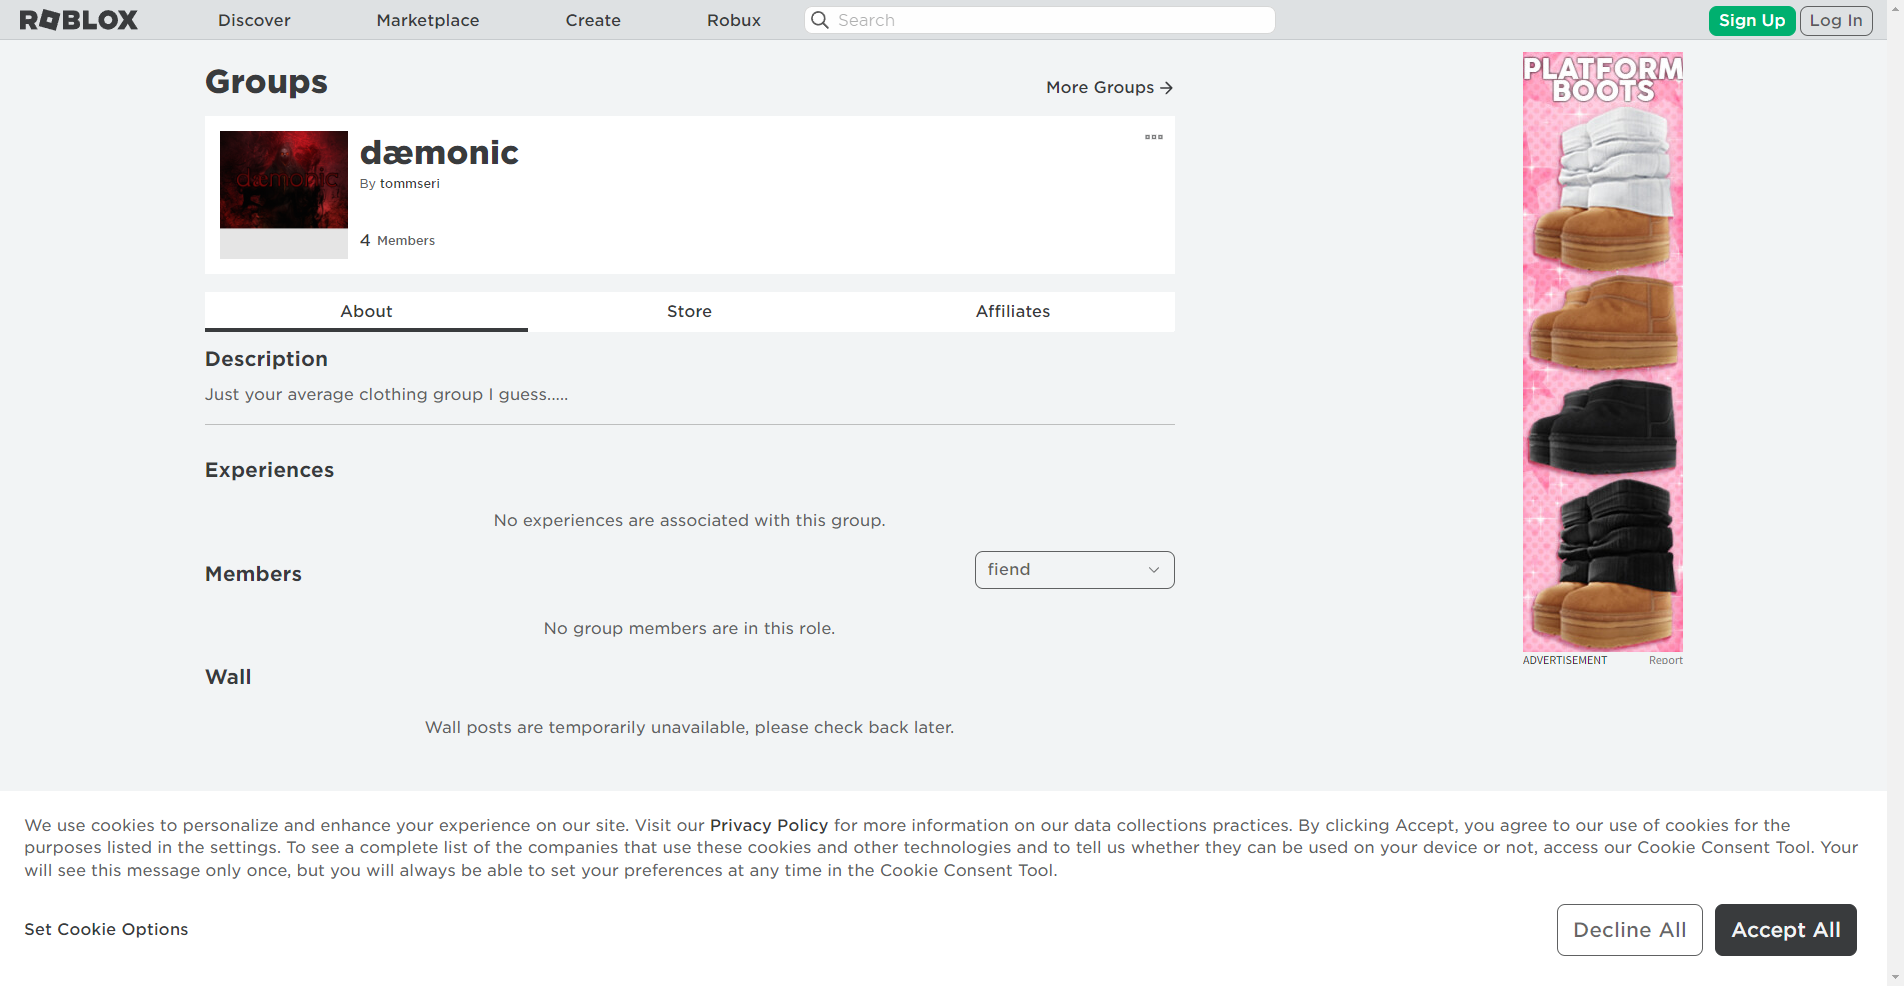 ROBLOX
Discover
Marketplace
Create
Robux
Search
Sign Up
Log In
Groups
More Groups
dæmonic
dæmonic
By tommseri
4 Members
About
Store
Affiliates
Description
Just your average clothing group I guess.....
Experiences
No experiences are associated with this group.
Members
fiend
No group members are in this role.
Wall
Wall posts are temporarily unavailable, please check back later.
PLATFORM
BOOTS
ADVERTISEMENT
Report
We use cookies to personalize and enhance your experience on our site. Visit our Privacy Policy for more information on our data collections practices. By clicking Accept, you agree to our use of cookies for the
purposes listed in the settings. To see a complete list of the companies that use these cookies and other technologies and to tell us whether they can be used on your device or not, access our Cookie Consent Tool. Your
will see this message only once, but you will always be able to set your preferences at any time in the Cookie Consent Tool.
Set Cookie Options
Decline All
Accept All